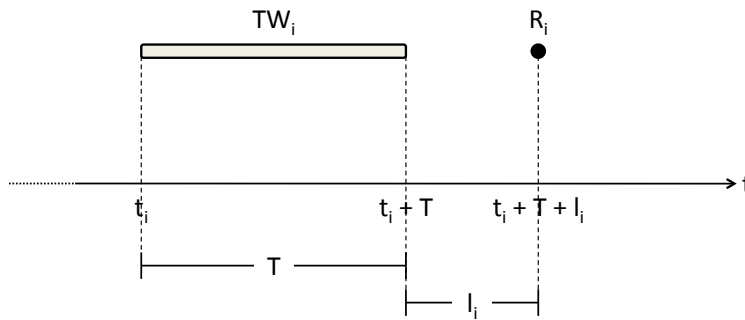 TWᵢ Rᵢ
t
tᵢ tᵢ + T tᵢ + T + lᵢ
T
lᵢ